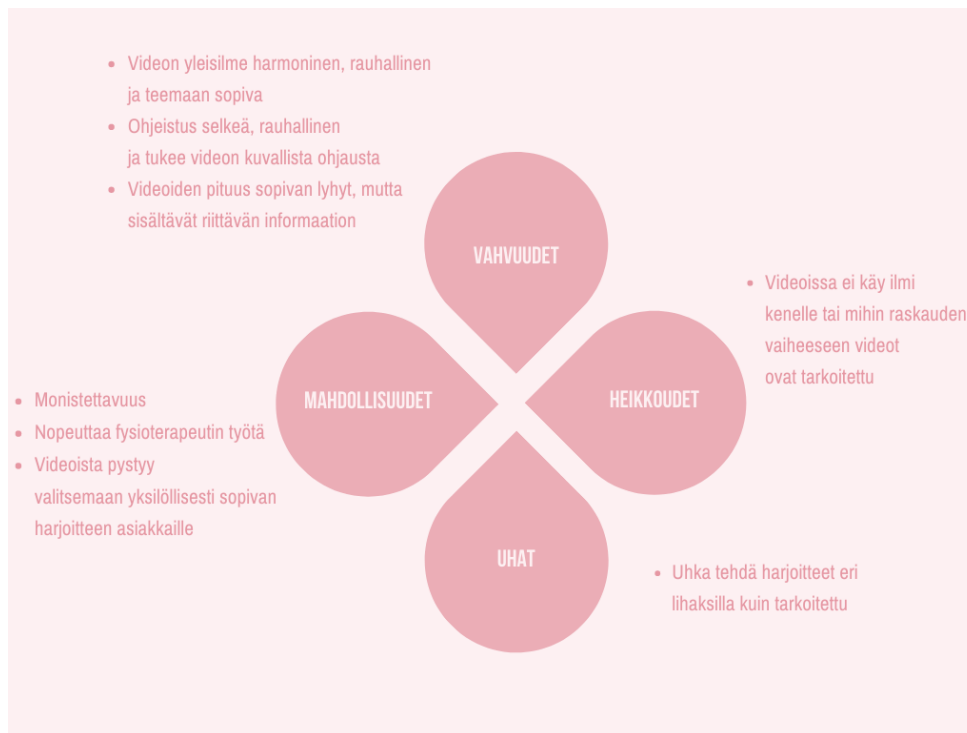 Videon yleisilme harmoninen, rauhallinen
ja teemaan sopiva
Ohjeistus selkeä, rauhallinen
ja tukee videon kuvallista ohjausta
Videoiden pituus sopivan lyhyt, mutta
sisältävät riittävän informaation
VAHVUUDET
Videoissa ei käy ilmi
kenelle tai mihin raskauden
vaiheeseen videot
ovat tarkoitettu
HEIKKOUDET
MAHDOLLISUUDET
Monistettavuus
Nopeuttaa fysioterapeutin työtä
Videoista pystyy
valitsemaan yksilöllisesti sopivan
harjoitteen asiakkaille
UHAT
Uhka tehdä harjoitteet eri
lihaksilla kuin tarkoitettu